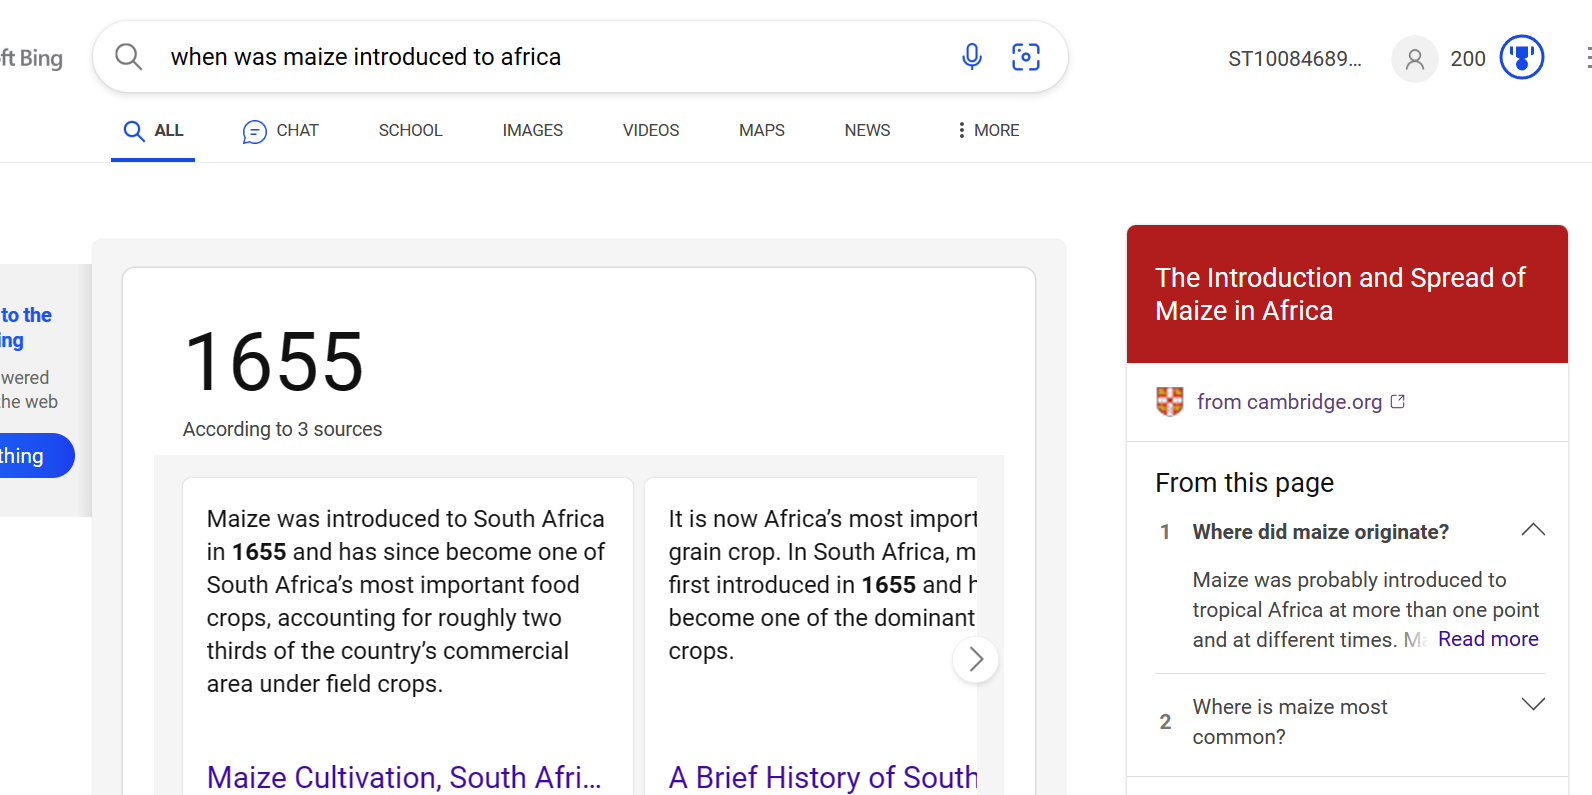 ft Bing
when was maize introduced to africa
ST10084689...
200
ALL
CHAT
SCHOOL
IMAGES
VIDEOS
MAPS
NEWS
MORE
to the
ing
wered
the web
thing
1655
According to 3 sources
Maize was introduced to South Africa
in 1655 and has since become one of
South Africa’s most important food
crops, accounting for roughly two
thirds of the country’s commercial
area under field crops.
Maize Cultivation, South Afri...
It is now Africa’s most import
grain crop. In South Africa, m
first introduced in 1655 and h
become one of the dominant
crops.
A Brief History of South
The Introduction and Spread of
Maize in Africa
from cambridge.org
From this page
1 Where did maize originate?
Maize was probably introduced to
tropical Africa at more than one point
and at different times. Ma Read more
2 Where is maize most
common?